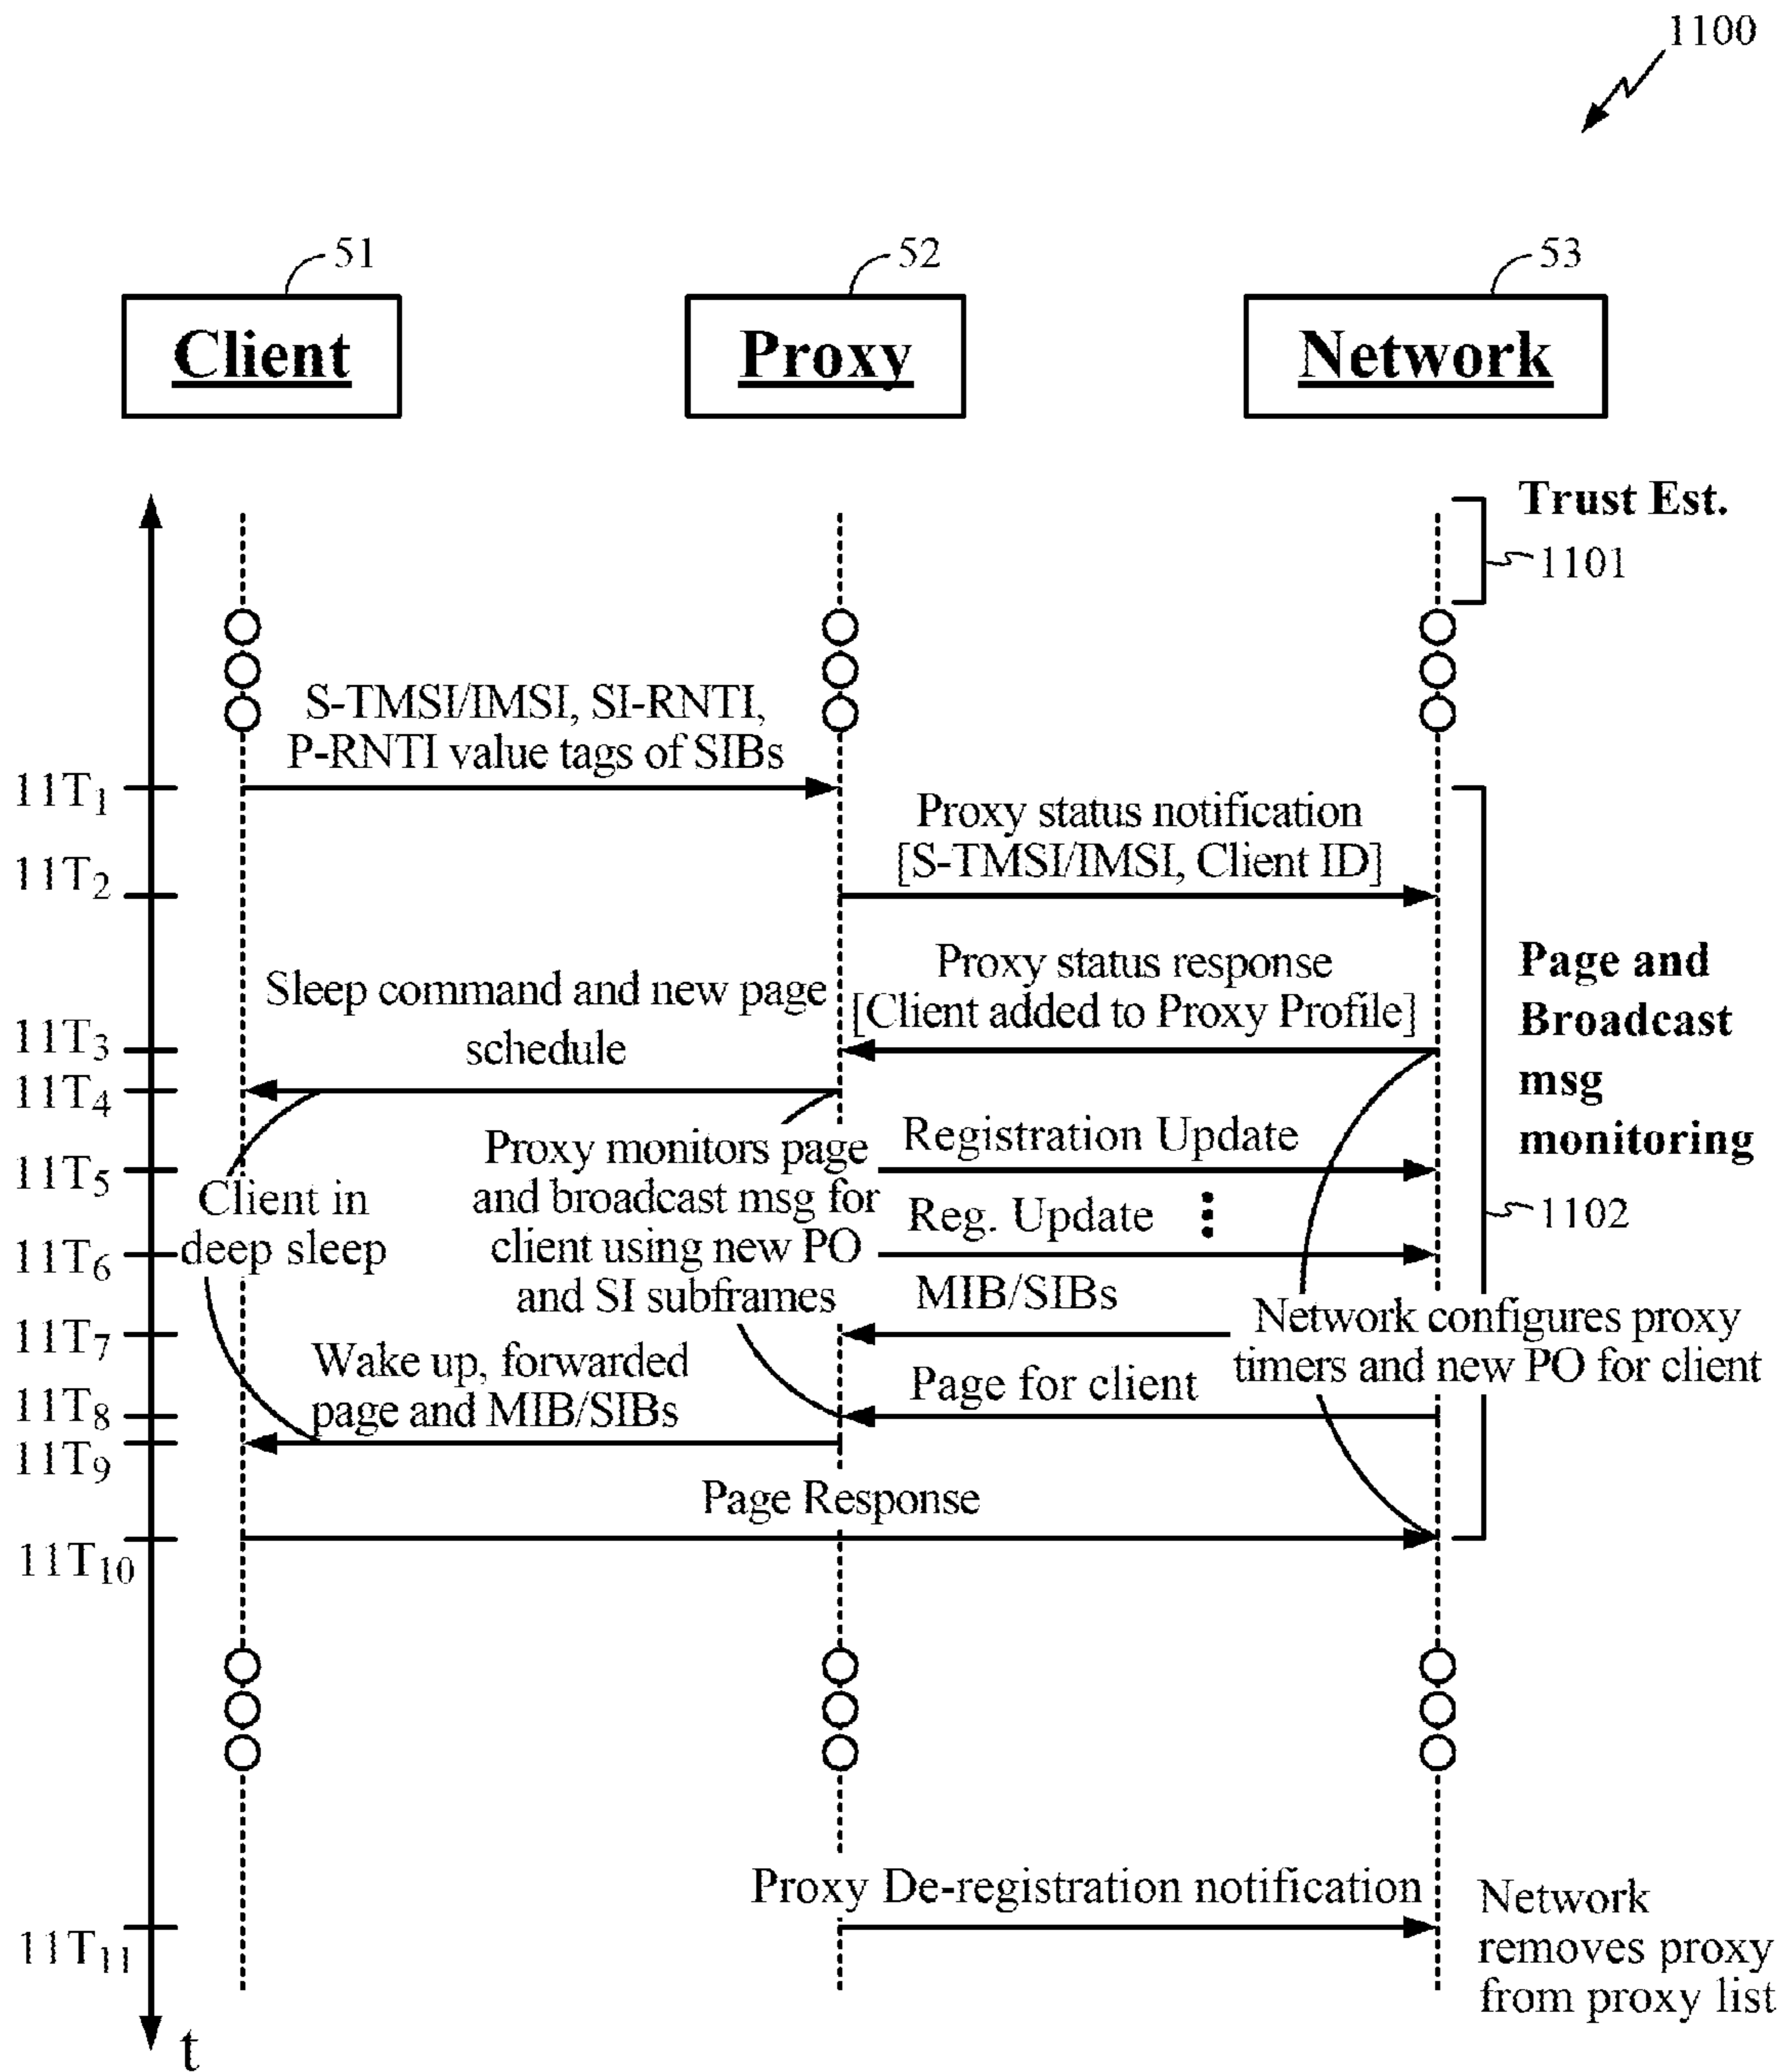 1100
51
52
53
Client
Proxy
Network
Trust Est.
1101
S-TMSI/IMSI, SI-RNTI,
P-RNTI value tags of SIBs
11T1
Proxy status notification
[S-TMSI/IMSI, Client ID]
11T2
Proxy status response
[Client added to Proxy Profile]
11T3
Sleep command and new page
schedule
11T4
Page and
Broadcast
msg
monitoring
1102
Registration Update
11T5
Client in
deep sleep
Proxy monitors page
and broadcast msg for
client using new PO
and SI subframes
Reg. Update
11T6
MIB/SIBs
11T7
Network configures proxy
timers and new PO for client
Page for client
11T8
Wake up, forwarded
page and MIB/SIBs
11T9
Page Response
11T10
Proxy De-registration notification
11T11
Network
removes proxy
from proxy list
t